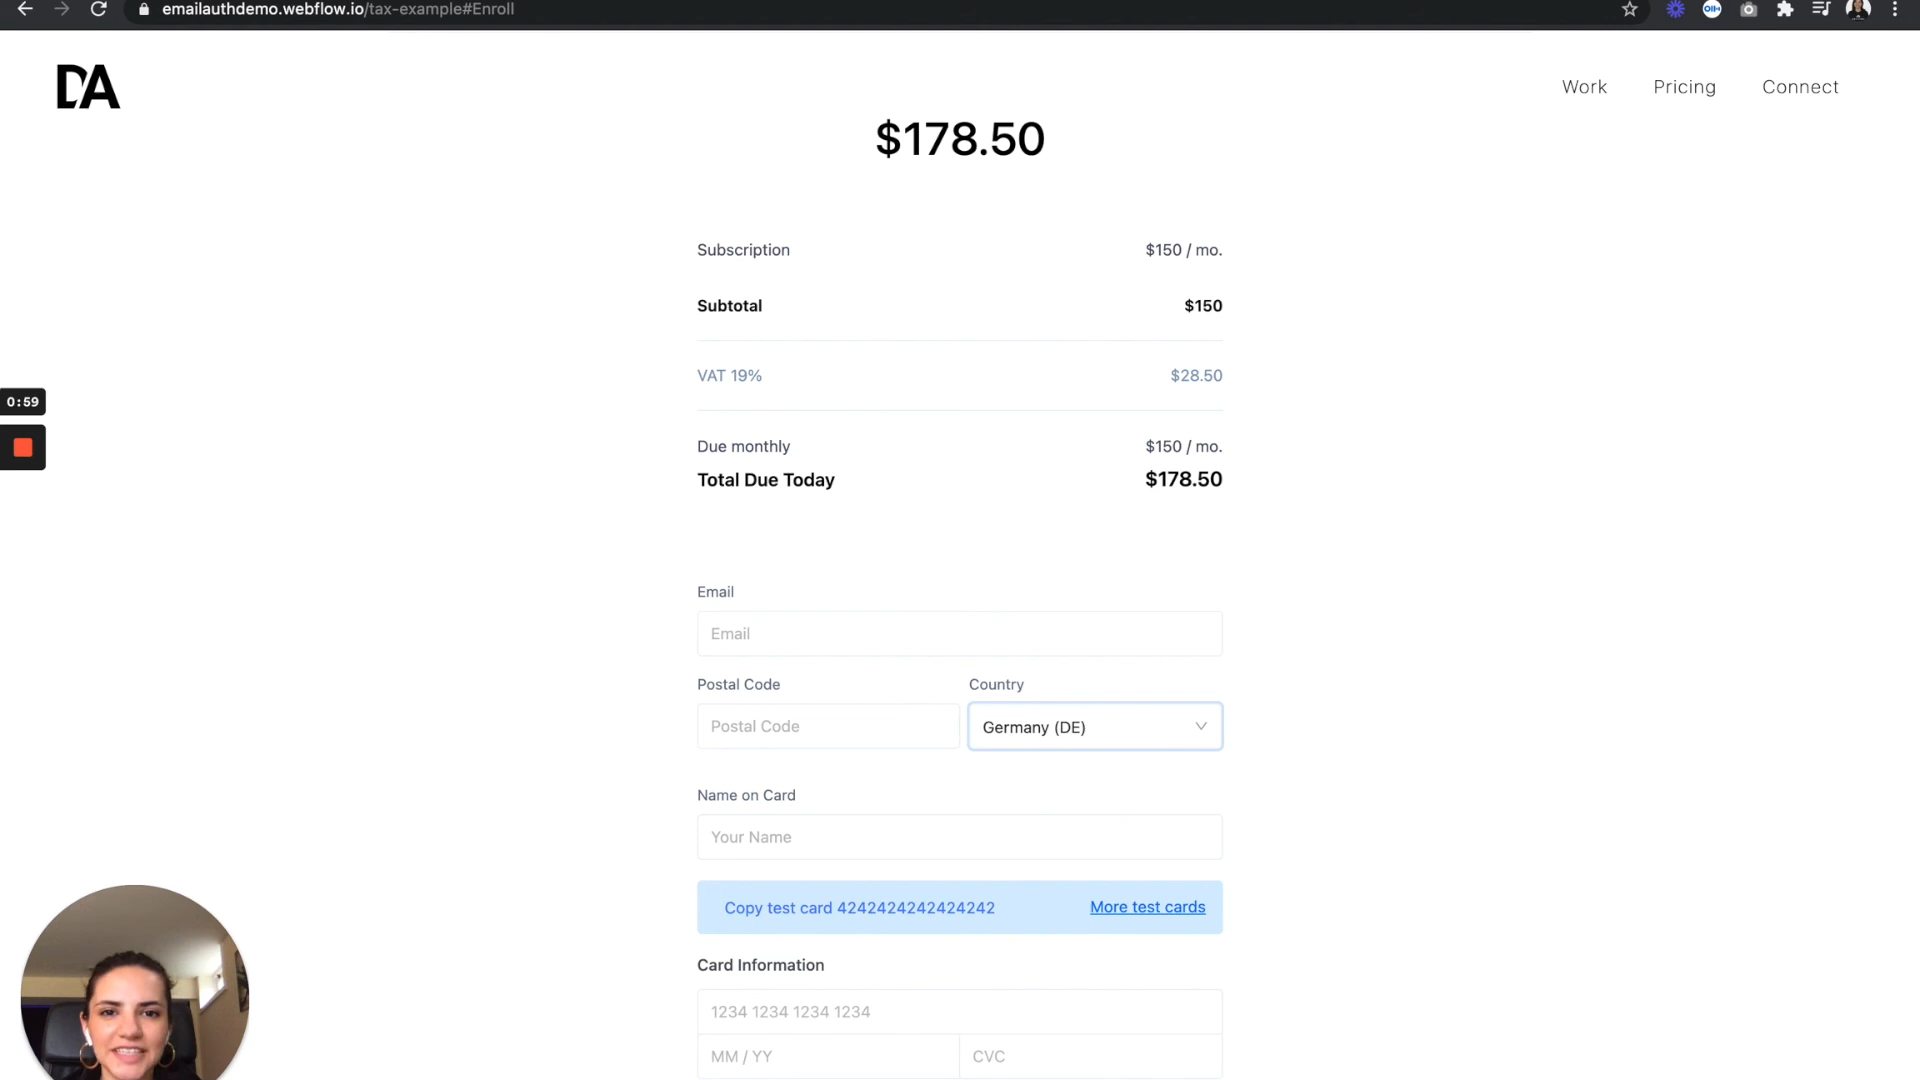 emailauthdemo.webflow.io/tax-example#Enroll
DA
Work Pricing Connect
$178.50
Subscription $150 / mo.
Subtotal $150
VAT 19% $28.50
0:59
Due monthly $150 / mo.
Total Due Today $178.50
Email
Email
Postal Code Country
Postal Code Germany (DE)
Name on Card
Your Name
Copy test card 4242424242424242 More test cards
Card Information
1234 1234 1234 1234
MM / YY CVC